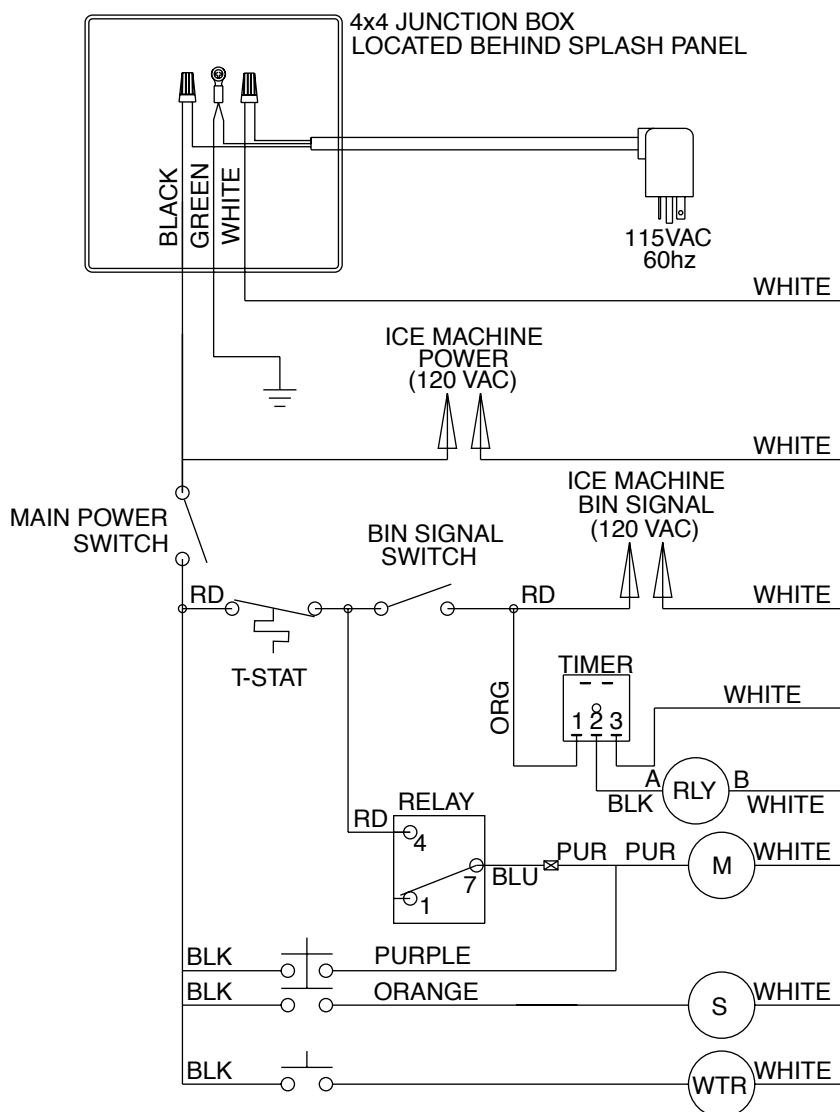 4x4 JUNCTION BOX
LOCATED BEHIND SPLASH PANEL
BLACK
GREEN
WHITE
115VAC
60hz
WHITE
ICE MACHINE
POWER
(120 VAC)
WHITE
ICE MACHINE
BIN SIGNAL
(120 VAC)
MAIN POWER
SWITCH
BIN SIGNAL
SWITCH
RD
RD
WHITE
T-STAT
ORG
TIMER
1 2 3
WHITE
A
RLY
B
BLK
WHITE
RELAY
RD
4
7
1
BLU
PUR
PUR
M
WHITE
BLK
PURPLE
BLK
ORANGE
S
WHITE
BLK
WTR
WHITE